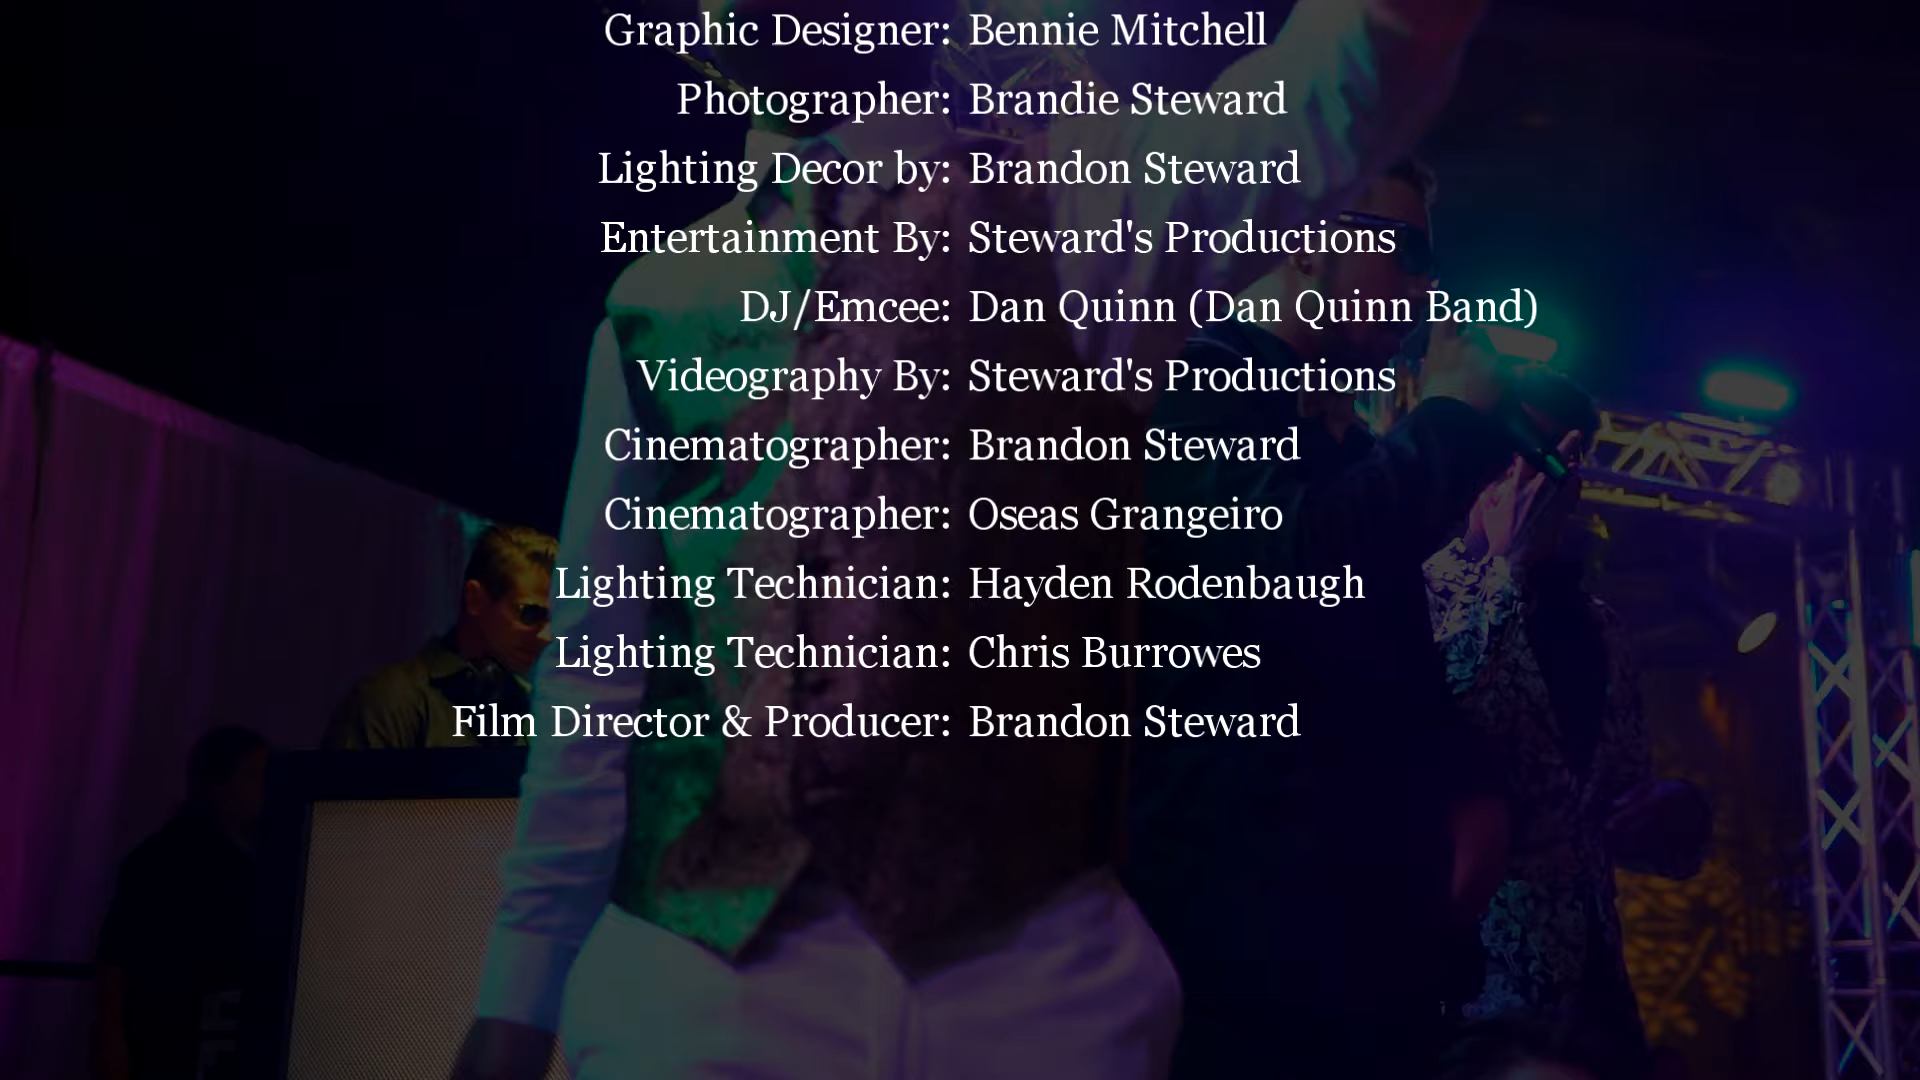 Graphic Designer: Bennie Mitchell
Photographer: Brandie Steward
Lighting Decor by: Brandon Steward
Entertainment By: Steward's Productions
DJ/Emcee: Dan Quinn (Dan Quinn Band)
Videography By: Steward's Productions
Cinematographer: Brandon Steward
Cinematographer: Oseas Grangeiro
Lighting Technician: Hayden Rodenbaugh
Lighting Technician: Chris Burrowes
Film Director & Producer: Brandon Steward